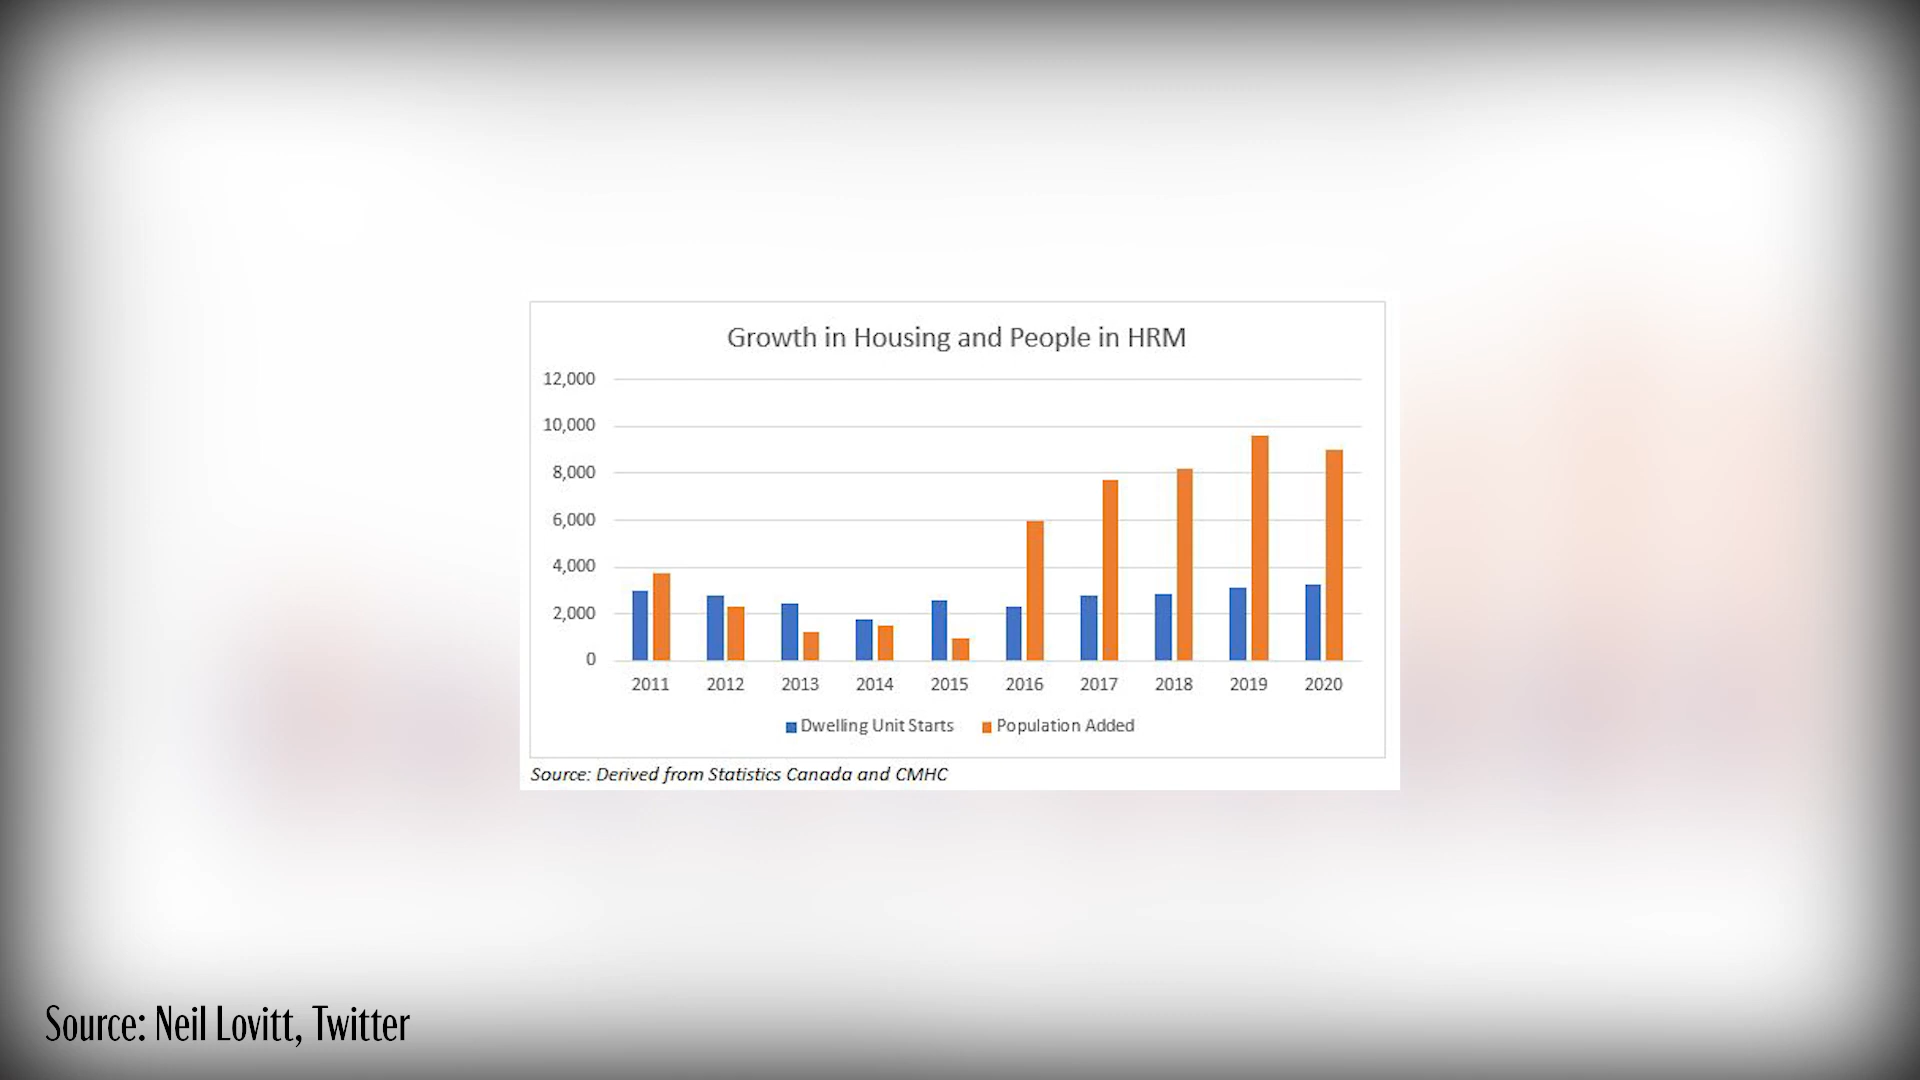 Growth in Housing and People in HRM
12,000
10,000
8,000
6,000
4,000
2,000
0
2011 2012 2013 2014 2015 2016 2017 2018 2019 2020
Dwelling Unit Starts Population Added
Source: Derived from Statistics Canada and CMHC
Source: Neil Lovitt, Twitter